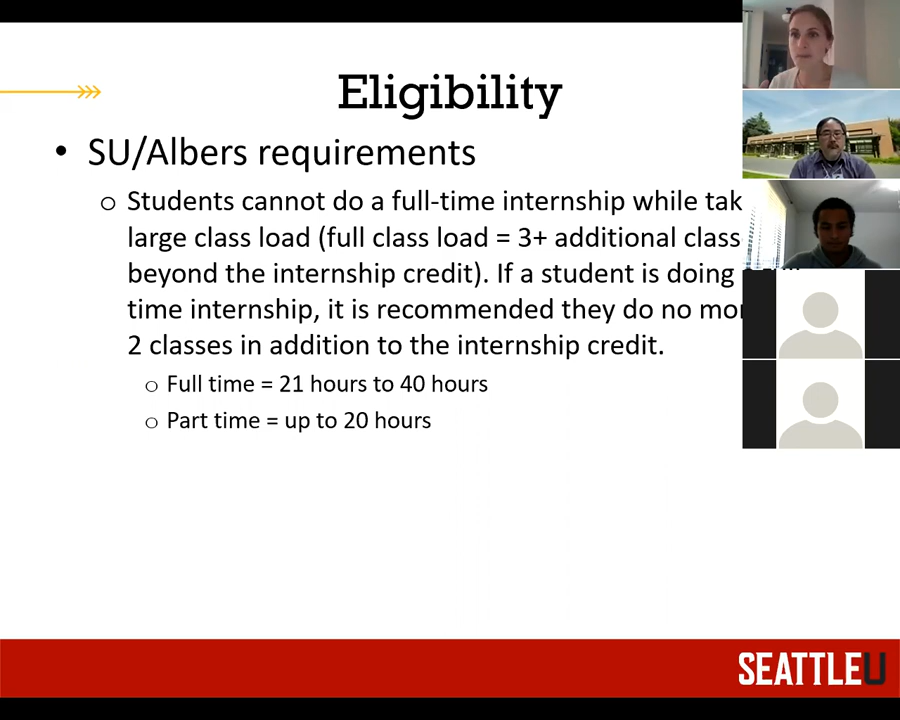 Eligibility
• SU/Albers requirements
o Students cannot do a full-time internship while tak
large class load (full class load = 3+ additional class
beyond the internship credit). If a student is doing
time internship, it is recommended they do no mor
2 classes in addition to the internship credit.
o Full time = 21 hours to 40 hours
o Part time = up to 20 hours
SEATTLEU